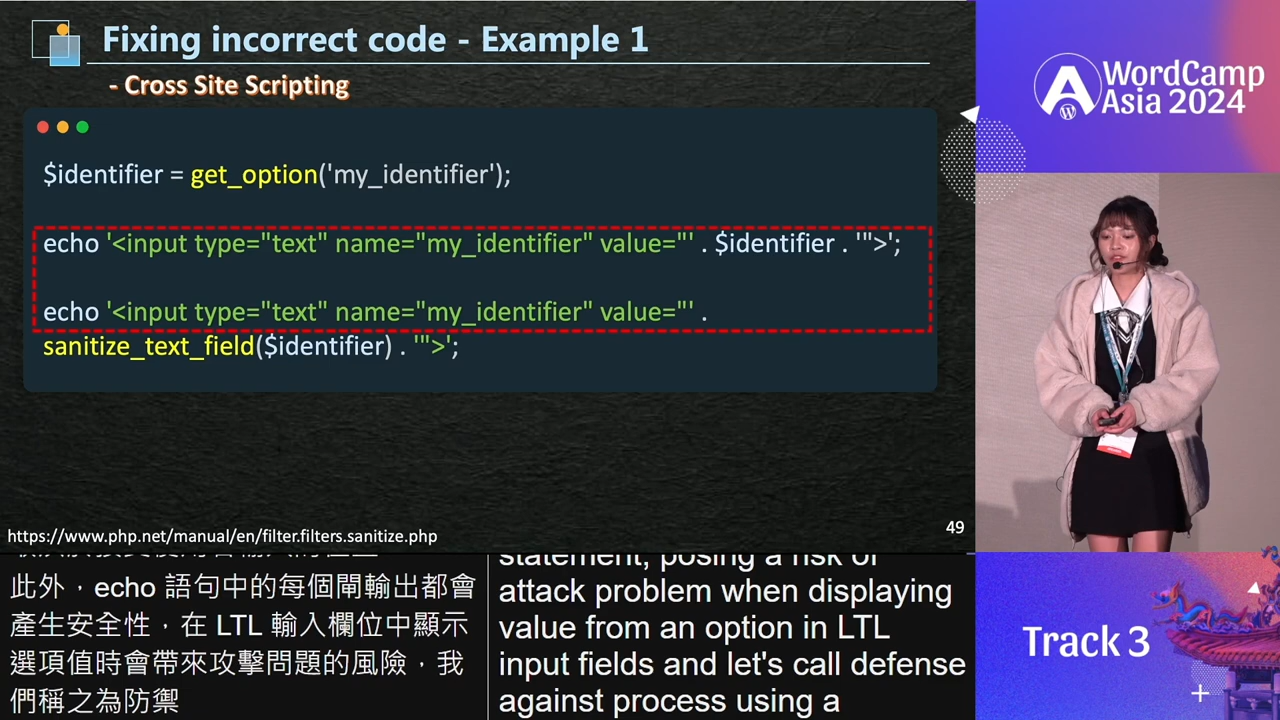 Fixing incorrect code - Example 1
- Cross Site Scripting
$identifier = get_option('my_identifier');
echo '<input type="text" name="my_identifier" value="' . $identifier . '">';
echo '<input type="text" name="my_identifier" value="' .
sanitize_text_field($identifier) . '">';
https://www.php.net/manual/en/filter.filters.sanitize.php
49
WordCamp
Asia 2024
此外，echo 語句中的每個閘輸出都會
產生安全性，在 LTL 輸入欄位中顯示
選項值時會帶來攻擊問題的風險，我
們稱之為防禦
statement, posing a risk of
attack problem when displaying
value from an option in LTL
input fields and let's call defense
against process using a
Track 3